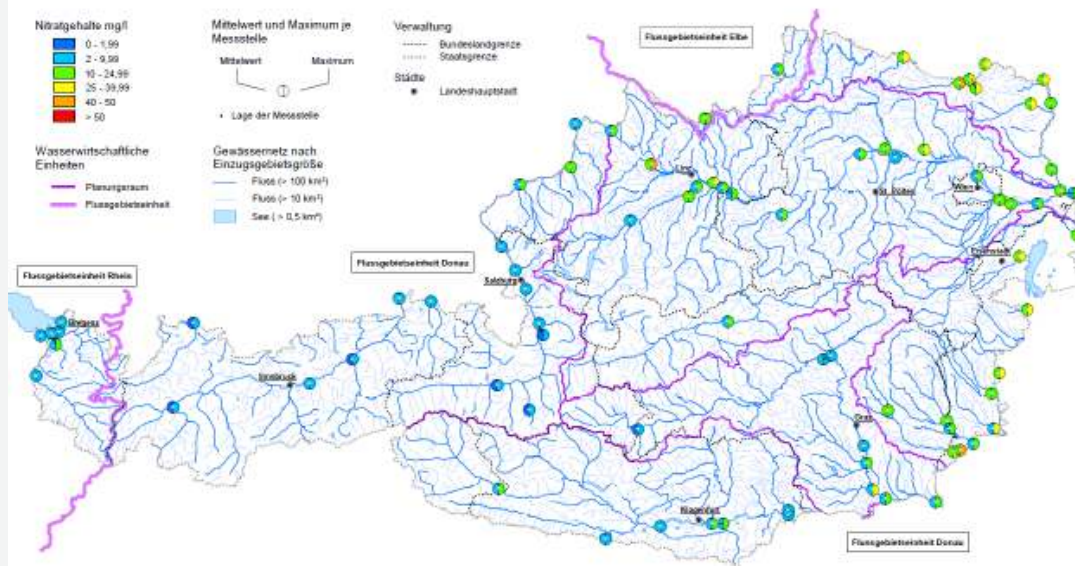 Nitratgehalte mg/l
0 - 1,99
2 - 9,99
10 - 24,99
25 - 39,99
40 - 50
> 50
Wasserwirtschaftliche
Einheiten
Planungsraum
Flussgebietseinheit
Mittelwert und Maximum je
Messstelle
Mittelwert
Maximum
Lage der Messstelle
Gewässernetz nach
Einzugsgebietsgröße
Fluss (> 100 km²)
Fluss (> 10 km²)
See ( > 0,5 km²)
Verwaltung
Bundeslandgrenze
Staatsgrenze
Städte
Landeshauptstadt
Flussgebietseinheit Elbe
Flussgebietseinheit Rhein
Flussgebietseinheit Donau
Linz
St. Pölten
Wien
Eisenstadt
Salzburg
Bregenz
Innsbruck
Graz
Klagenfurt
Flussgebietseinheit Donau